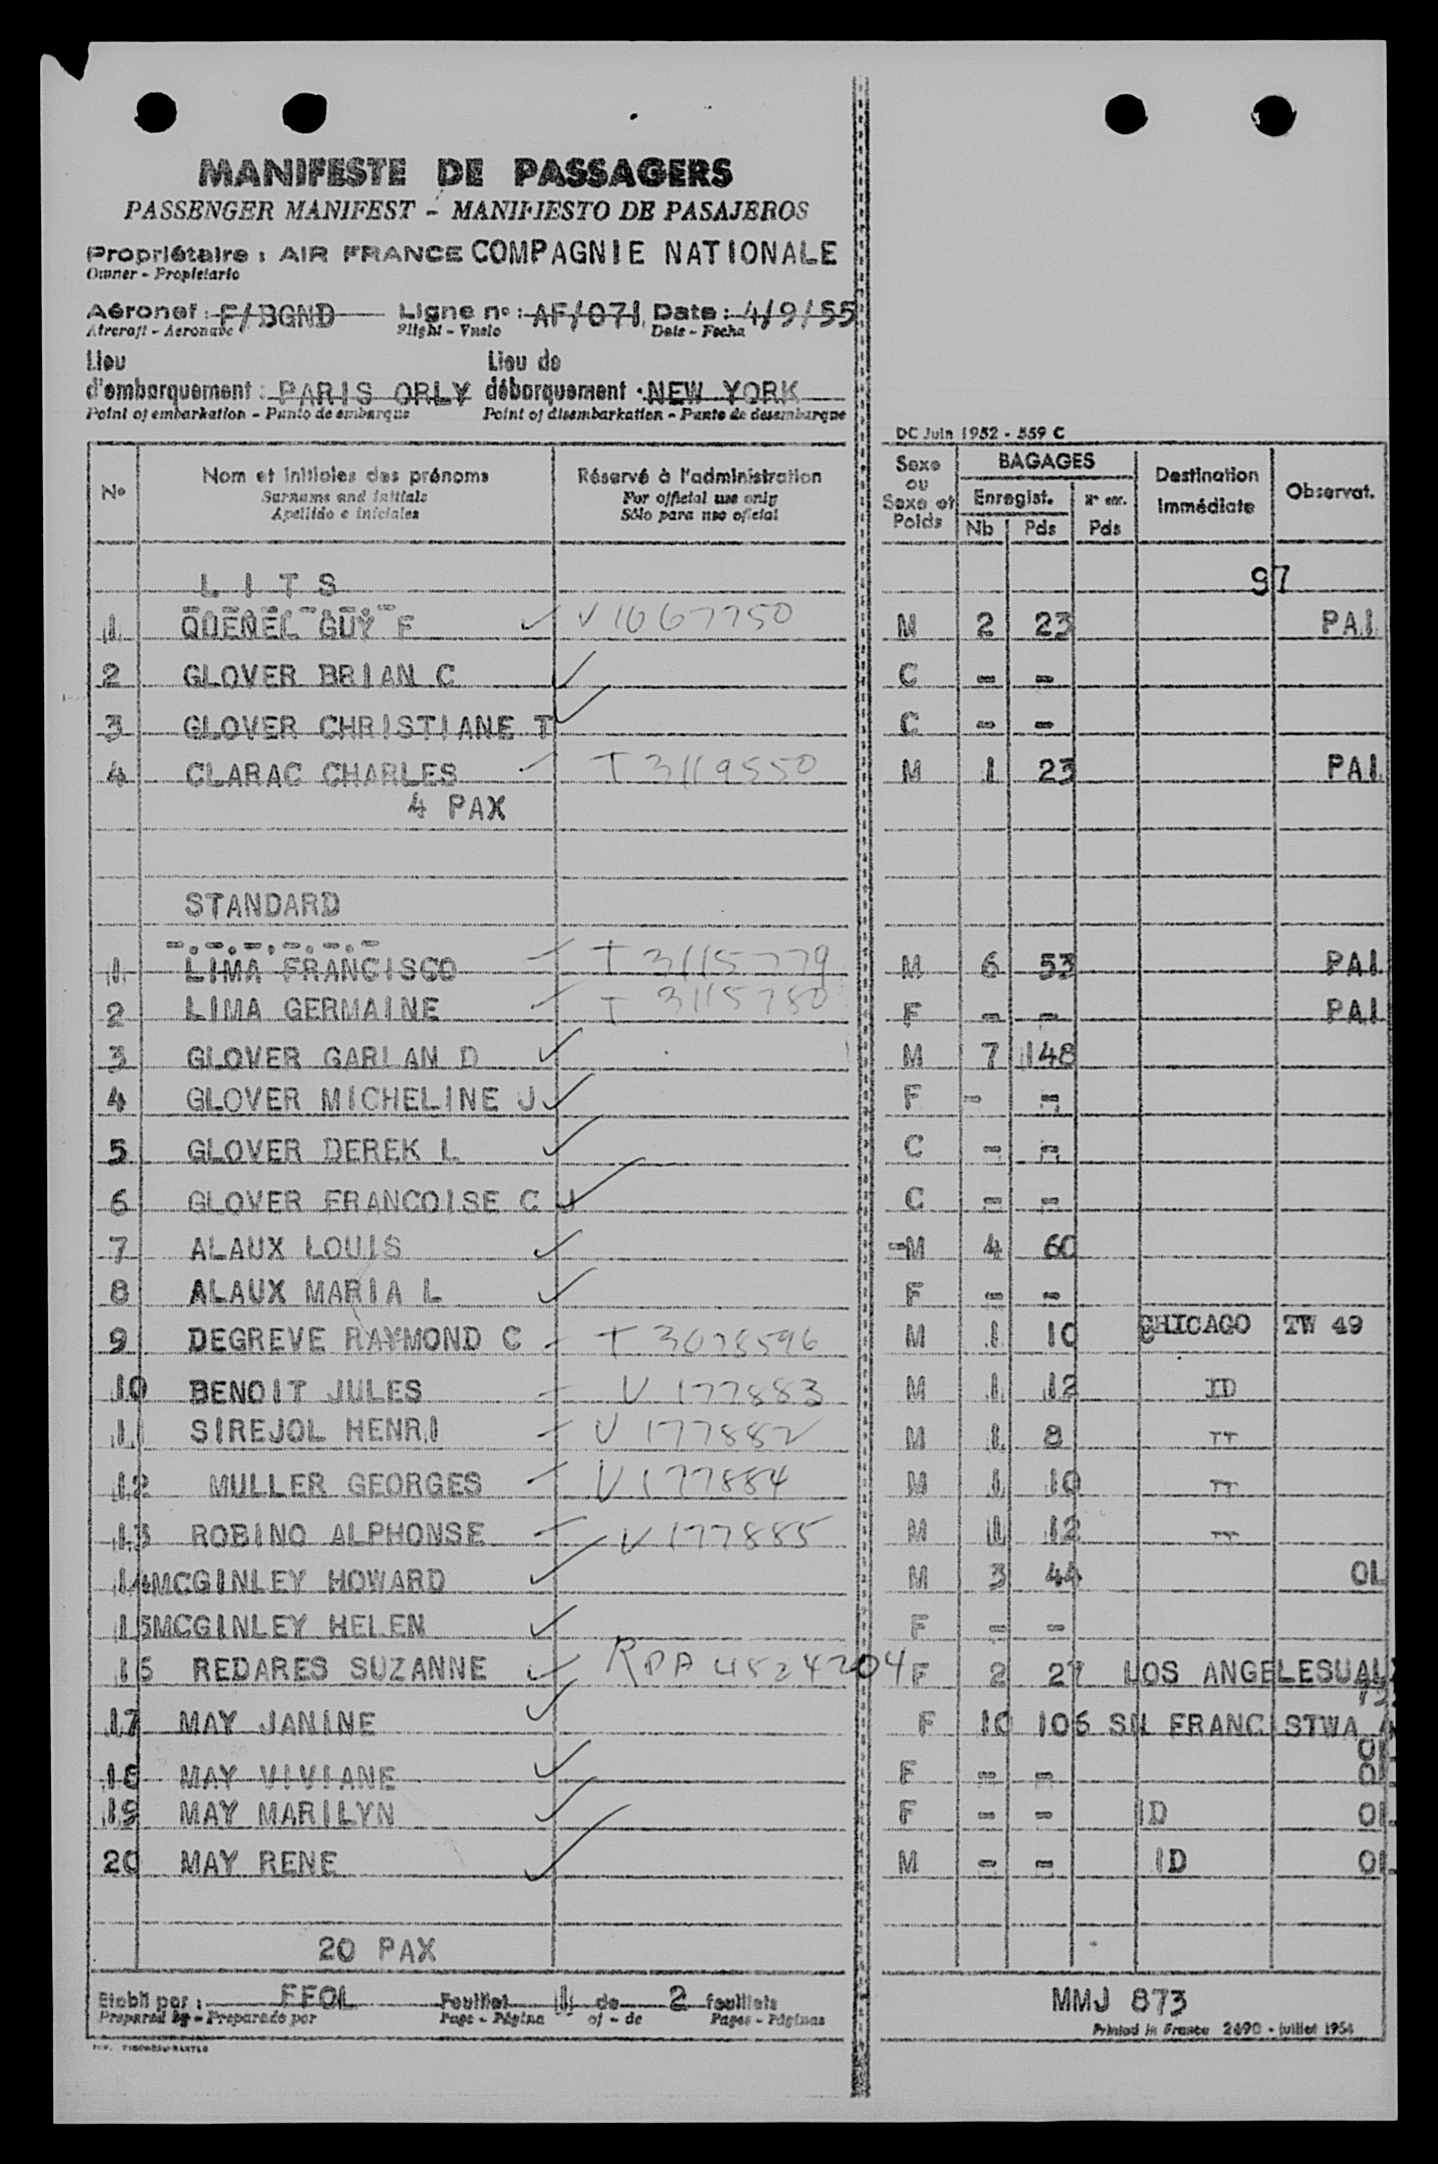 MANIFESTE DE PASSAGERS
PASSENGER MANIFEST - MANIFIESTO DE PASAJEROS
Propriétaire : AIR FRANCE COMPAGNIE NATIONALE
Owner - Propietario
Aéronef : F/BGND Ligne n° : AF/071 Date : 4/9/55
Aircraft - Aeronave Flight - Vuelo Date - Fecha
Lieu Lieu de
d'embarquement : PARIS ORLY débarquement · NEW YORK
Point of embarkation - Punto de embarque Point of disembarkation - Punto de desembarque
DC Juin 1952 - 559 C
N° Nom et initiales des prénoms Réservé à l'administration Sexe ou Sexe et Poids BAGAGES Destination immédiate Observat.
Surname and initials For official use only Enregist. N° enr.
Apellido e iniciales Sólo para uso oficial Nb Pds Pds
L I T S 97
1 QUENEL GUY F V 1067750 M 2 23 PAI
2 GLOVER BRIAN C C - -
3 GLOVER CHRISTIANE T C - -
4 CLARAC CHARLES T 3119550 M 1 23 PAI
4 PAX
STANDARD
-.-.-.-.-.-
1 LIMA FRANCISCO T 3115779 M 6 53 PAI
2 LIMA GERMAINE T 3115780 F - - PAI
3 GLOVER GARLAN D M 7 148
4 GLOVER MICHELINE J F - -
5 GLOVER DEREK L C - -
6 GLOVER FRANCOISE C J C - -
7 ALAUX LOUIS -M 4 60
8 ALAUX MARIA L F - -
9 DEGREVE RAYMOND C T 3078596 M 1 10 CHICAGO TW 49
10 BENOIT JULES V 177883 M 1 12 ID
11 SIREJOL HENRI V 177882 M 1 8 "
12 MULLER GEORGES V 177884 M 1 10 "
13 ROBINO ALPHONSE V 177885 M 1 12 "
14 MCGINLEY HOWARD M 3 44 OL
15 MCGINLEY HELEN F - -
16 REDARES SUZANNE RPA 4524204 F 2 27 LOS ANGELES UAL
17 MAY JANINE F 10 106 SN FRANCISTWA
OL
18 MAY VIVIANE F - - OL
19 MAY MARILYN F - - ID OL
20 MAY RENE M - - ID OL
20 PAX
Etabli par : FFOL Feuillet 1 de 2 feuillets
Prepared by - Preparado por Page - Página of - de Pages - Páginas
MMJ 873
Printed in France 2690 - juillet 1954